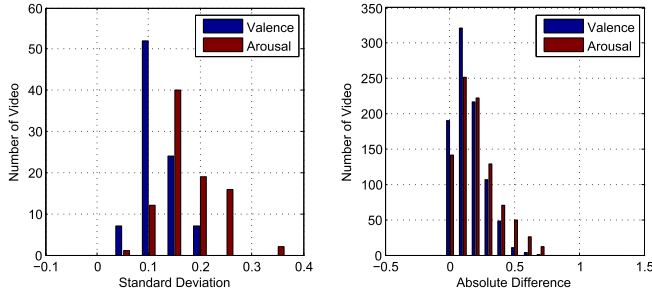 60
50
40
30
20
10
0
Number of Video
−0.1 0 0.1 0.2 0.3 0.4
Standard Deviation
Valence
Arousal
350
300
250
200
150
100
50
0
Number of Video
−0.5 0 0.5 1 1.5
Absolute Difference
Valence
Arousal